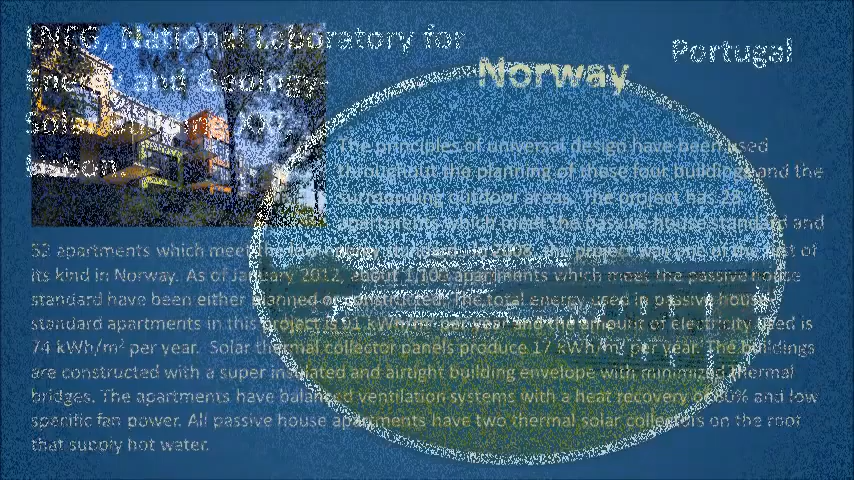 LNEG, National Laboratory for
Energy and Geology-
Solar building
Lisbon.
Portugal
Norway
The principles of universal design have been used
throughout the planning of these four buildings and the
surrounding outdoor areas. The project has 28
apartments which meet the passive house standard and
52 apartments which meet of
its kind in Norway. As of January 2012, about 1,100 apartments which meet the passive house
standard have been either planned or constructed. The total energy used in passive house
standard apartments in this project is 91 kWh/m² per year and the amount of electricity used is
74 kWh/m² per year. Solar thermal collector panels produce 17 kWh/m² per year. The buildings
are constructed with a super insulated and airtight building envelope with minimized thermal
bridges. The apartments have balanced ventilation systems with a heat recovery of 80% and low
specific fan power. All passive house apartments have two thermal solar collectors on the roof
that supply hot water.